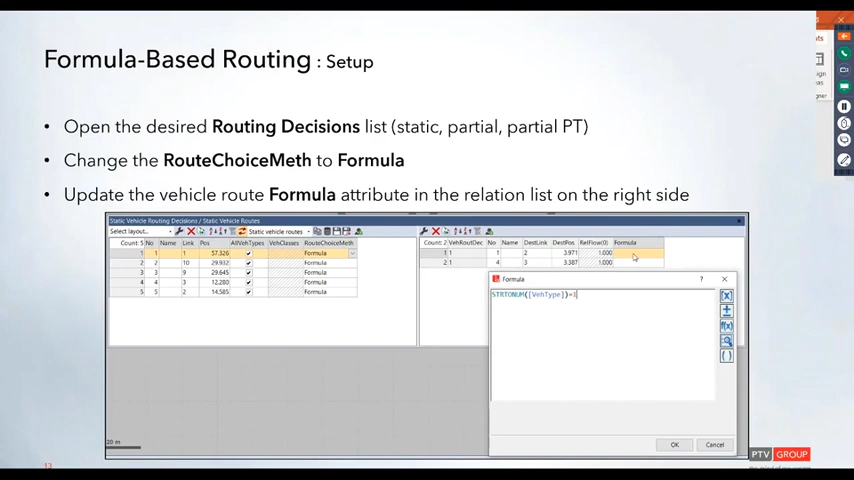 Formula-Based Routing : Setup
• Open the desired Routing Decisions list (static, partial, partial PT)
• Change the RouteChoiceMeth to Formula
• Update the vehicle route Formula attribute in the relation list on the right side
Static Vehicle Routing Decisions / Static Vehicle Routes
Select layout... Static vehicle routes
Count: 5 No Name Link Pos AllVehTypes VehClasses RouteChoiceMeth
1 1 1 57.326 Formula
2 2 10 29.932 Formula
3 3 9 29.645 Formula
4 4 3 12.280 Formula
5 5 2 14.585 Formula
Count: 2 VehRoutDec No Name DestLink DestPos RelFlow(0) Formula
1 1 1 2 3.971 1.000
2 1 4 3 3.387 1.000
Formula ? ×
STRTONUM([VehType])=1
[x]
±
f(x)
( )
OK Cancel
20 m
13
PTV GROUP